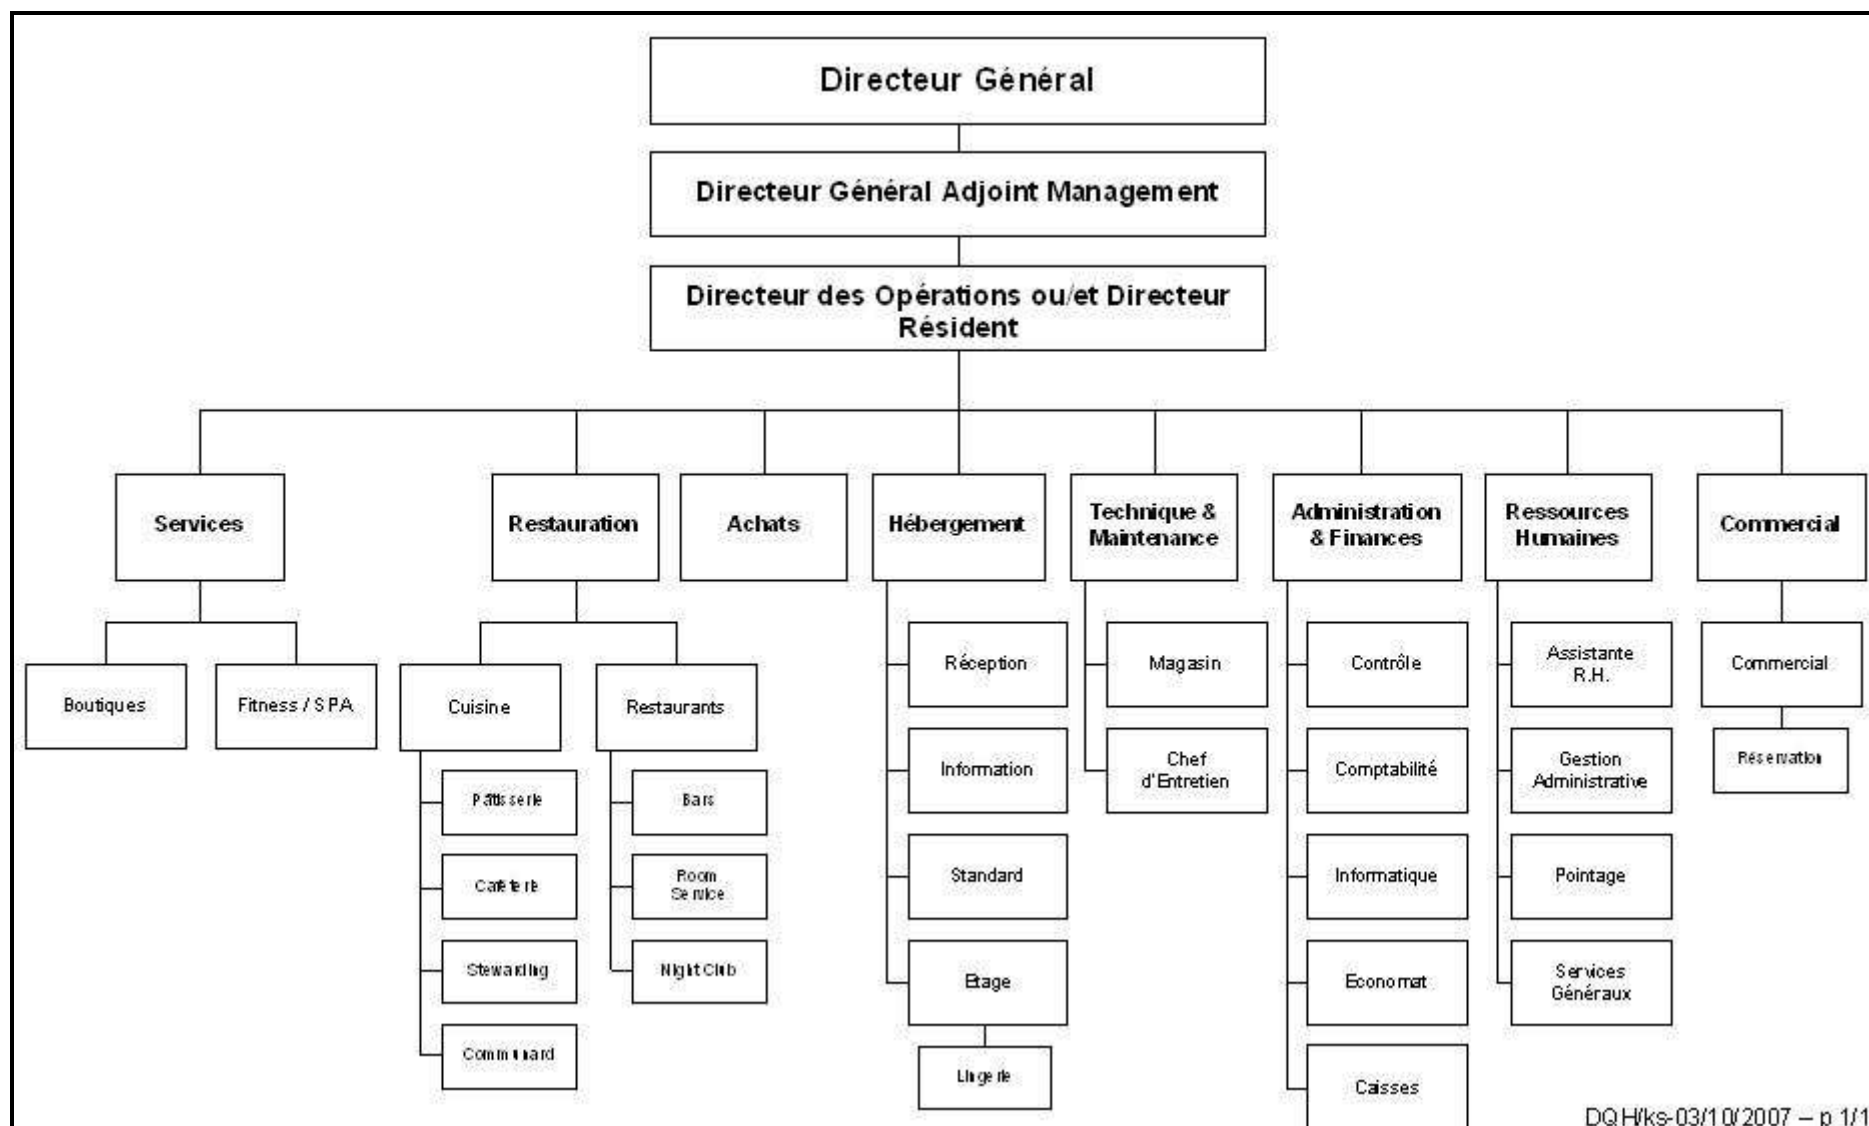 Directeur Général
Directeur Général Adjoint Management
Directeur des Opérations ou/et Directeur
Résident
Services
Restauration
Achats
Hébergement
Technique &
Maintenance
Administration
& Finances
Ressources
Humaines
Commercial
Boutiques
Fitness / SPA
Cuisine
Pâtisserie
Caféterie
Stewarding
Communard
Restaurants
Bars
Room
Service
Night Club
Réception
Information
Standard
Etage
Lingerie
Magasin
Chef
d'Entretien
Contrôle
Comptabilité
Informatique
Economat
Caisses
Assistante
R.H.
Gestion
Administrative
Pointage
Services
Généraux
Commercial
Réservation
DQH/ks-03/10/2007 – p 1/1